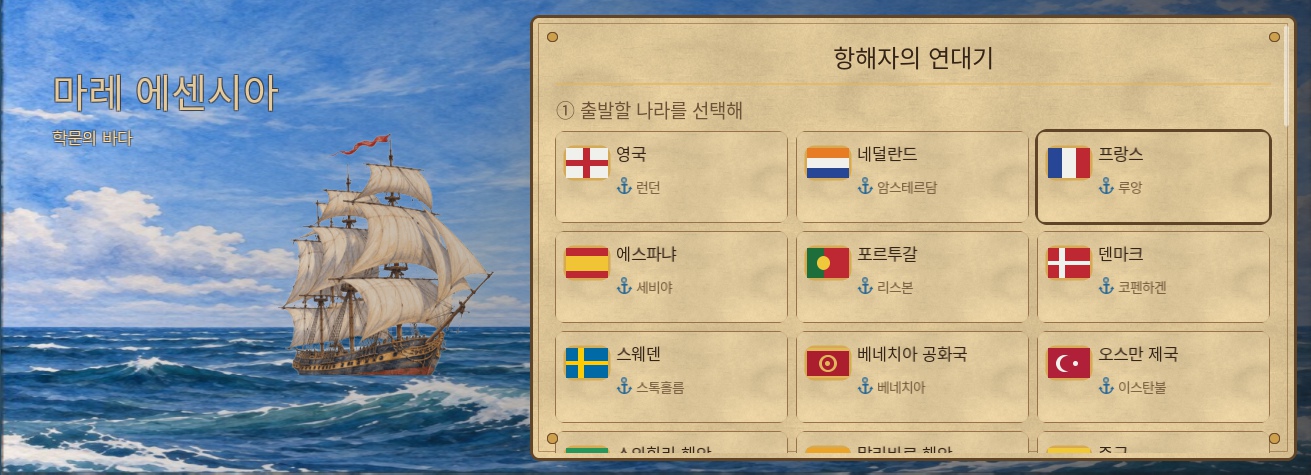 마레 에센시아
학문의 바다
항해자의 연대기
① 출발할 나라를 선택해
영국
런던
네덜란드
암스테르담
프랑스
루앙
에스파냐
세비야
포르투갈
리스본
덴마크
코펜하겐
스웨덴
스톡홀름
베네치아 공화국
베네치아
오스만 제국
이스탄불